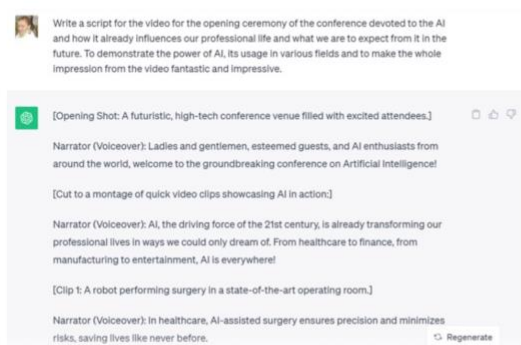 Write a script for the video for the opening ceremony of the conference devoted to the AI
and how it already influences our professional life and what we are to expect from it in the
future. To demonstrate the power of AI, its usage in various fields and to make the whole
impression from the video fantastic and impressive.
[Opening Shot: A futuristic, high-tech conference venue filled with excited attendees.]
Narrator (Voiceover): Ladies and gentlemen, esteemed guests, and AI enthusiasts from
around the world, welcome to the groundbreaking conference on Artificial Intelligence!
[Cut to a montage of quick video clips showcasing AI in action:]
Narrator (Voiceover): AI, the driving force of the 21st century, is already transforming our
professional lives in ways we could only dream of. From healthcare to finance, from
manufacturing to entertainment, AI is everywhere!
[Clip 1: A robot performing surgery in a state-of-the-art operating room.]
Narrator (Voiceover): In healthcare, AI-assisted surgery ensures precision and minimizes
risks, saving lives like never before.
Regenerate